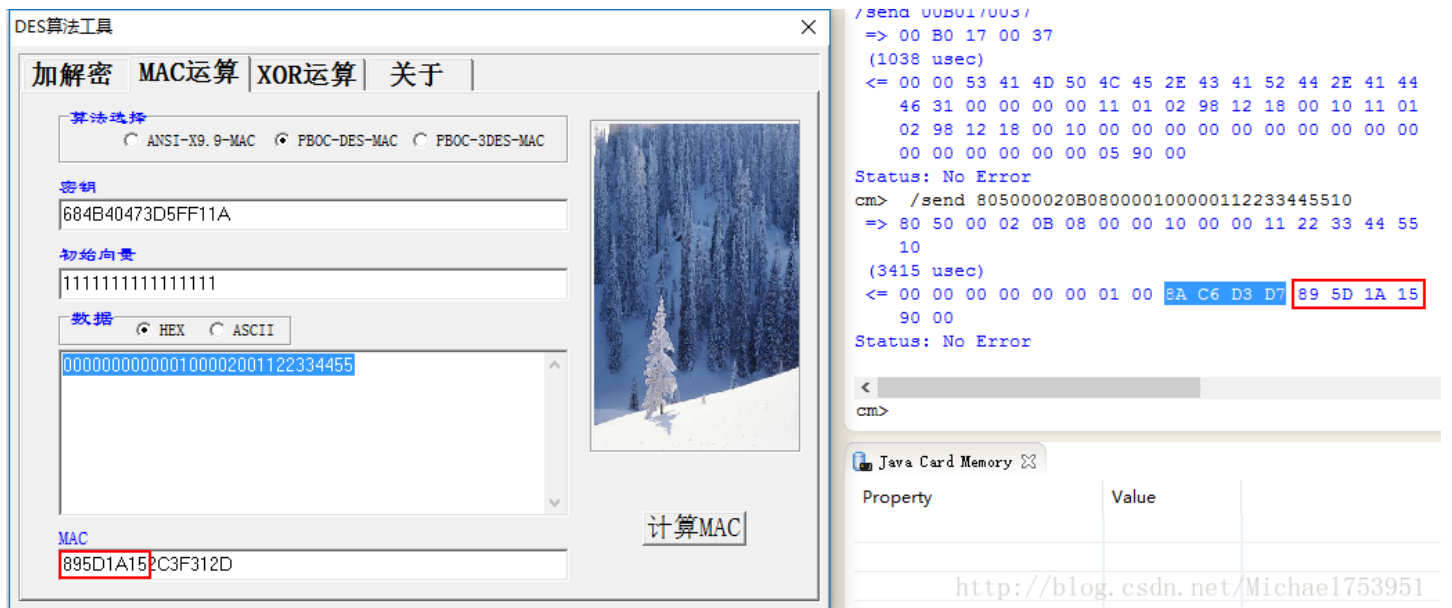 DES算法工具
加解密 MAC运算 XOR运算 关于
算法选择
ANSI-X9.9-MAC PBOC-DES-MAC PBOC-3DES-MAC
密钥
684B40473D5FF11A
初始向量
1111111111111111
数据 HEX ASCII
0000000000000100002001122334455
计算MAC
MAC
895D1A152C3F312D
/send 00B0170037
=> 00 B0 17 00 37
(1038 usec)
<= 00 00 53 41 4D 50 4C 45 2E 43 41 52 44 2E 41 44
46 31 00 00 00 00 11 01 02 98 12 18 00 10 11 01
02 98 12 18 00 10 00 00 00 00 00 00 00 00 00 00
00 00 00 00 00 00 05 90 00
Status: No Error
cm> /send 805000020B080000100000112233445510
=> 80 50 00 02 0B 08 00 00 10 00 00 11 22 33 44 55
10
(3415 usec)
<= 00 00 00 00 00 00 01 00 8A C6 D3 D7 89 5D 1A 15
90 00
Status: No Error
cm>
Java Card Memory
Property Value
http://blog.csdn.net/Michael753951